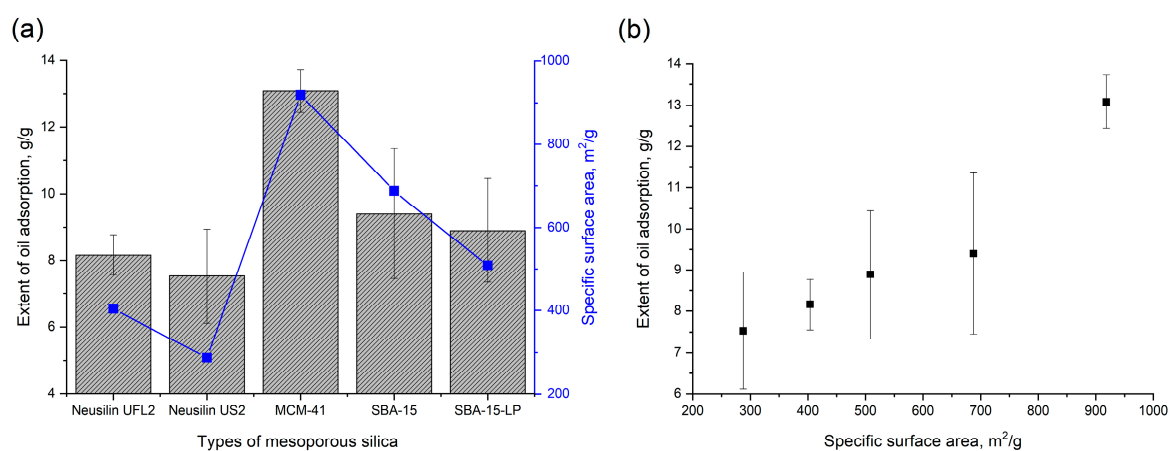 (a)
Extent of oil adsorption, g/g
14
12
10
8
6
4
1000
800
600
400
200
Specific surface area, m²/g
Neusilin UFL2 Neusilin US2 MCM-41 SBA-15 SBA-15-LP
Types of mesoporous silica
(b)
Extent of oil adsorption, g/g
14
13
12
11
10
9
8
7
6
200 300 400 500 600 700 800 900 1000
Specific surface area, m²/g